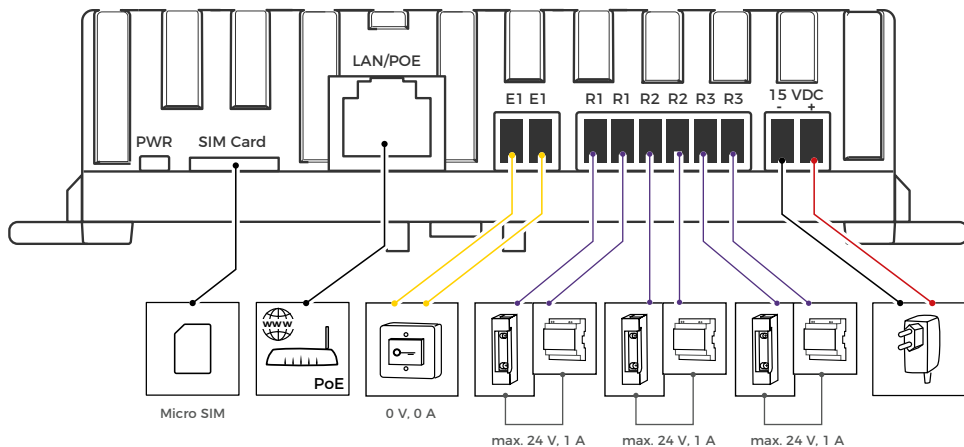 LAN/POE
E1 E1
R1 R1 R2 R2 R3 R3
15 VDC
- +
PWR
SIM Card
www
PoE
Micro SIM
0 V, 0 A
max. 24 V, 1 A
max. 24 V, 1 A
max. 24 V, 1 A